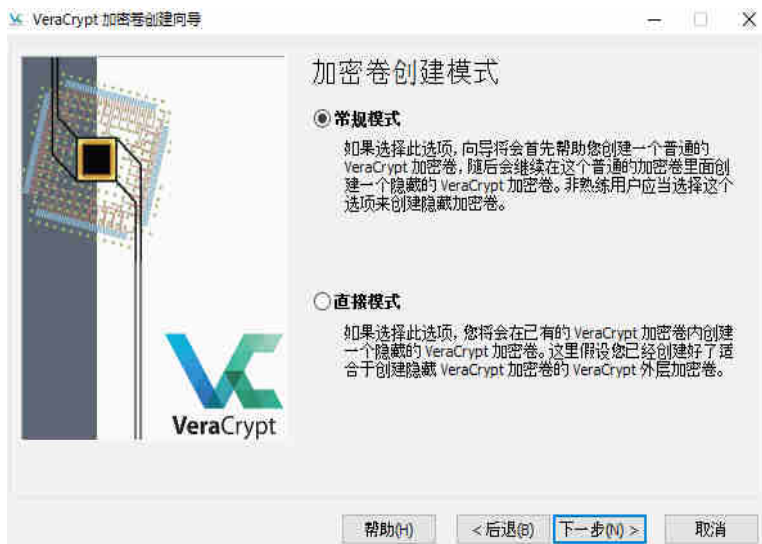 VeraCrypt 加密卷创建向导
加密卷创建模式
常规模式
如果选择此选项，向导将会首先帮助您创建一个普通的
VeraCrypt 加密卷，随后会继续在这个普通的加密卷里面创
建一个隐藏的 VeraCrypt 加密卷。非熟练用户应当选择这个
选项来创建隐藏加密卷。
直接模式
如果选择此选项，您将会在已有的 VeraCrypt 加密卷内创建
一个隐藏的 VeraCrypt 加密卷。这里假设您已经创建好了适
合于创建隐藏 VeraCrypt 加密卷的 VeraCrypt 外层加密卷。
VeraCrypt
帮助(H)
< 后退(B)
下一步(N) >
取消